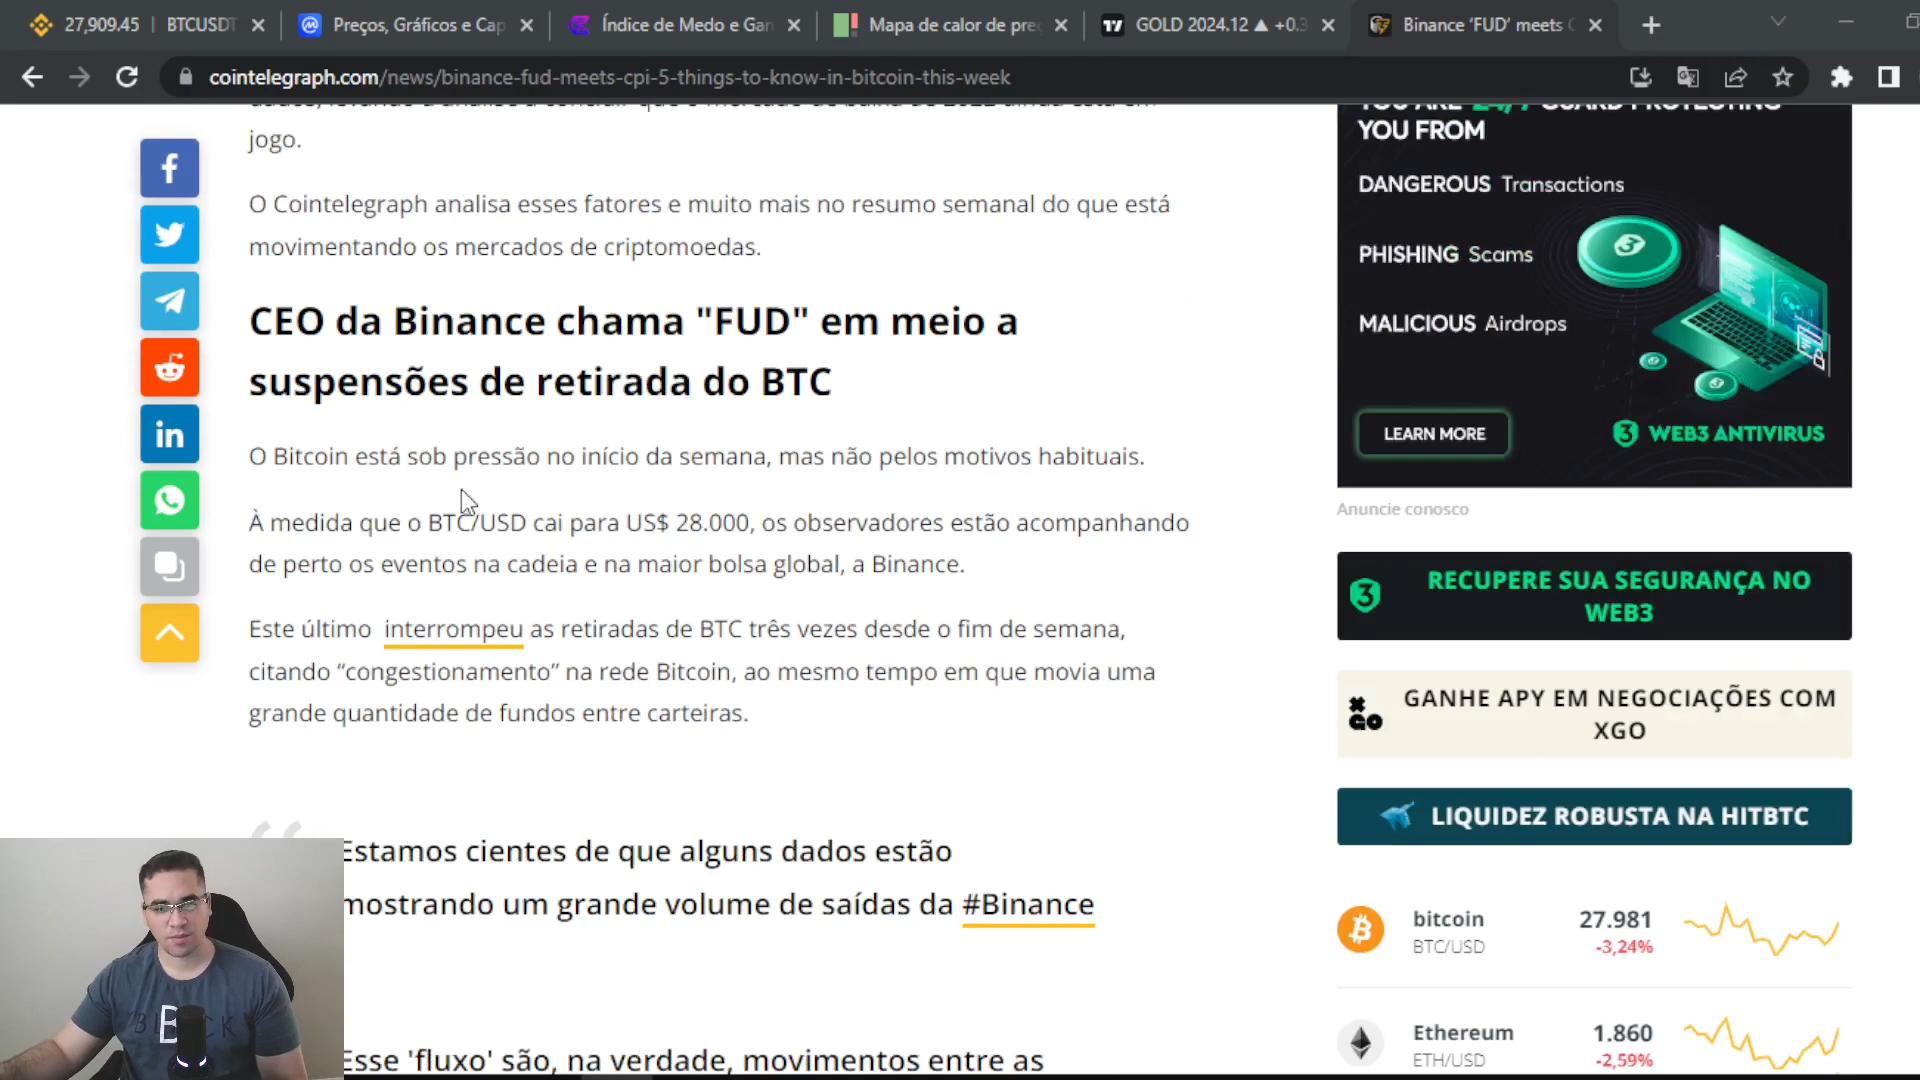 27,909.45 | BTCUSDT
Preços, Gráficos e Cap
Índice de Medo e Gan
Mapa de calor de pre
GOLD 2024.12 ▲ +0.3
Binance ‘FUD’ meets C
cointelegraph.com/news/binance-fud-meets-cpi-5-things-to-know-in-bitcoin-this-week
jogo.
O Cointelegraph analisa esses fatores e muito mais no resumo semanal do que está
movimentando os mercados de criptomoedas.
CEO da Binance chama "FUD" em meio a
suspensões de retirada do BTC
O Bitcoin está sob pressão no início da semana, mas não pelos motivos habituais.
À medida que o BTC/USD cai para US$ 28.000, os observadores estão acompanhando
de perto os eventos na cadeia e na maior bolsa global, a Binance.
Este último interrompeu as retiradas de BTC três vezes desde o fim de semana,
citando “congestionamento” na rede Bitcoin, ao mesmo tempo em que movia uma
grande quantidade de fundos entre carteiras.
Estamos cientes de que alguns dados estão
mostrando um grande volume de saídas da #Binance
Esse 'fluxo' são, na verdade, movimentos entre as
YOU ARE 24/7 GUARD PROTECTING
YOU FROM
DANGEROUS Transactions
PHISHING Scams
MALICIOUS Airdrops
LEARN MORE
WEB3 ANTIVIRUS
Anuncie conosco
RECUPERE SUA SEGURANÇA NO
WEB3
GANHE APY EM NEGOCIAÇÕES COM
XGO
LIQUIDEZ ROBUSTA NA HITBTC
bitcoin 27.981
BTC/USD -3,24%
Ethereum 1.860
ETH/USD -2,59%